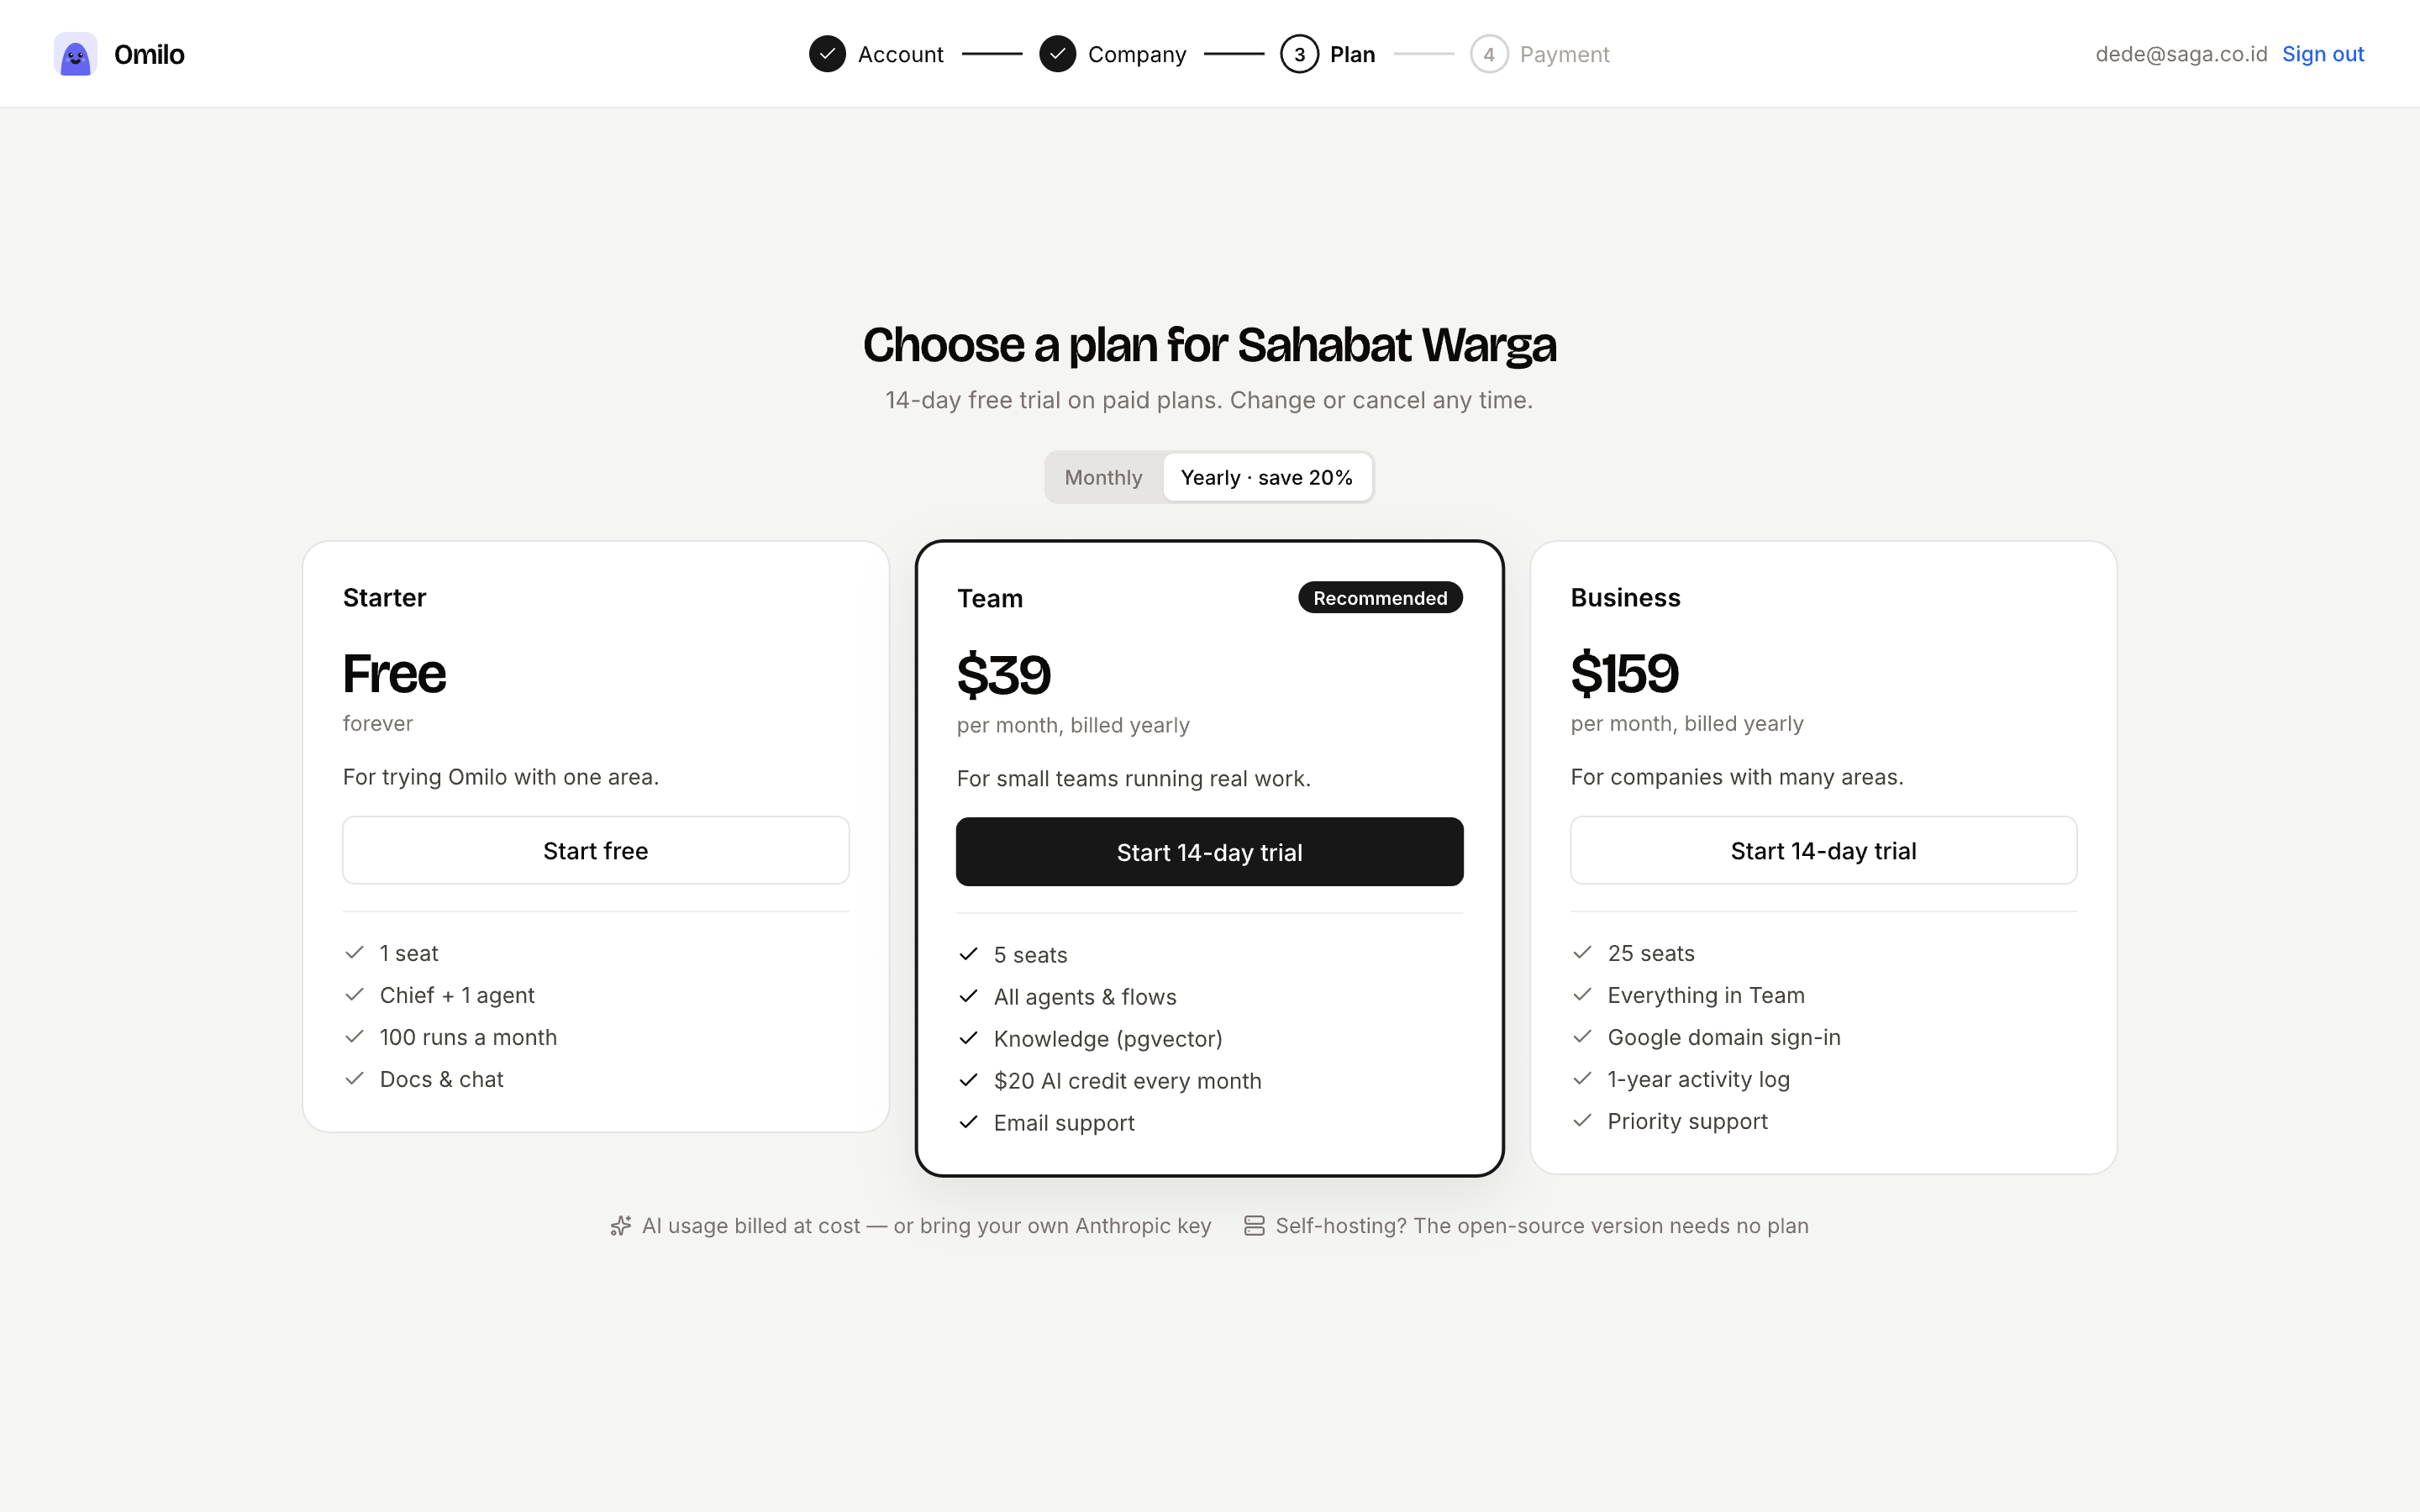 Omilo
Account
Company
3 Plan
4 Payment
dede@saga.co.id Sign out
Choose a plan for Sahabat Warga
14-day free trial on paid plans. Change or cancel any time.
Monthly
Yearly · save 20%
Starter
Free
forever
For trying Omilo with one area.
Start free
1 seat
Chief + 1 agent
100 runs a month
Docs & chat
Team
Recommended
$39
per month, billed yearly
For small teams running real work.
Start 14-day trial
5 seats
All agents & flows
Knowledge (pgvector)
$20 AI credit every month
Email support
Business
$159
per month, billed yearly
For companies with many areas.
Start 14-day trial
25 seats
Everything in Team
Google domain sign-in
1-year activity log
Priority support
AI usage billed at cost — or bring your own Anthropic key
Self-hosting? The open-source version needs no plan